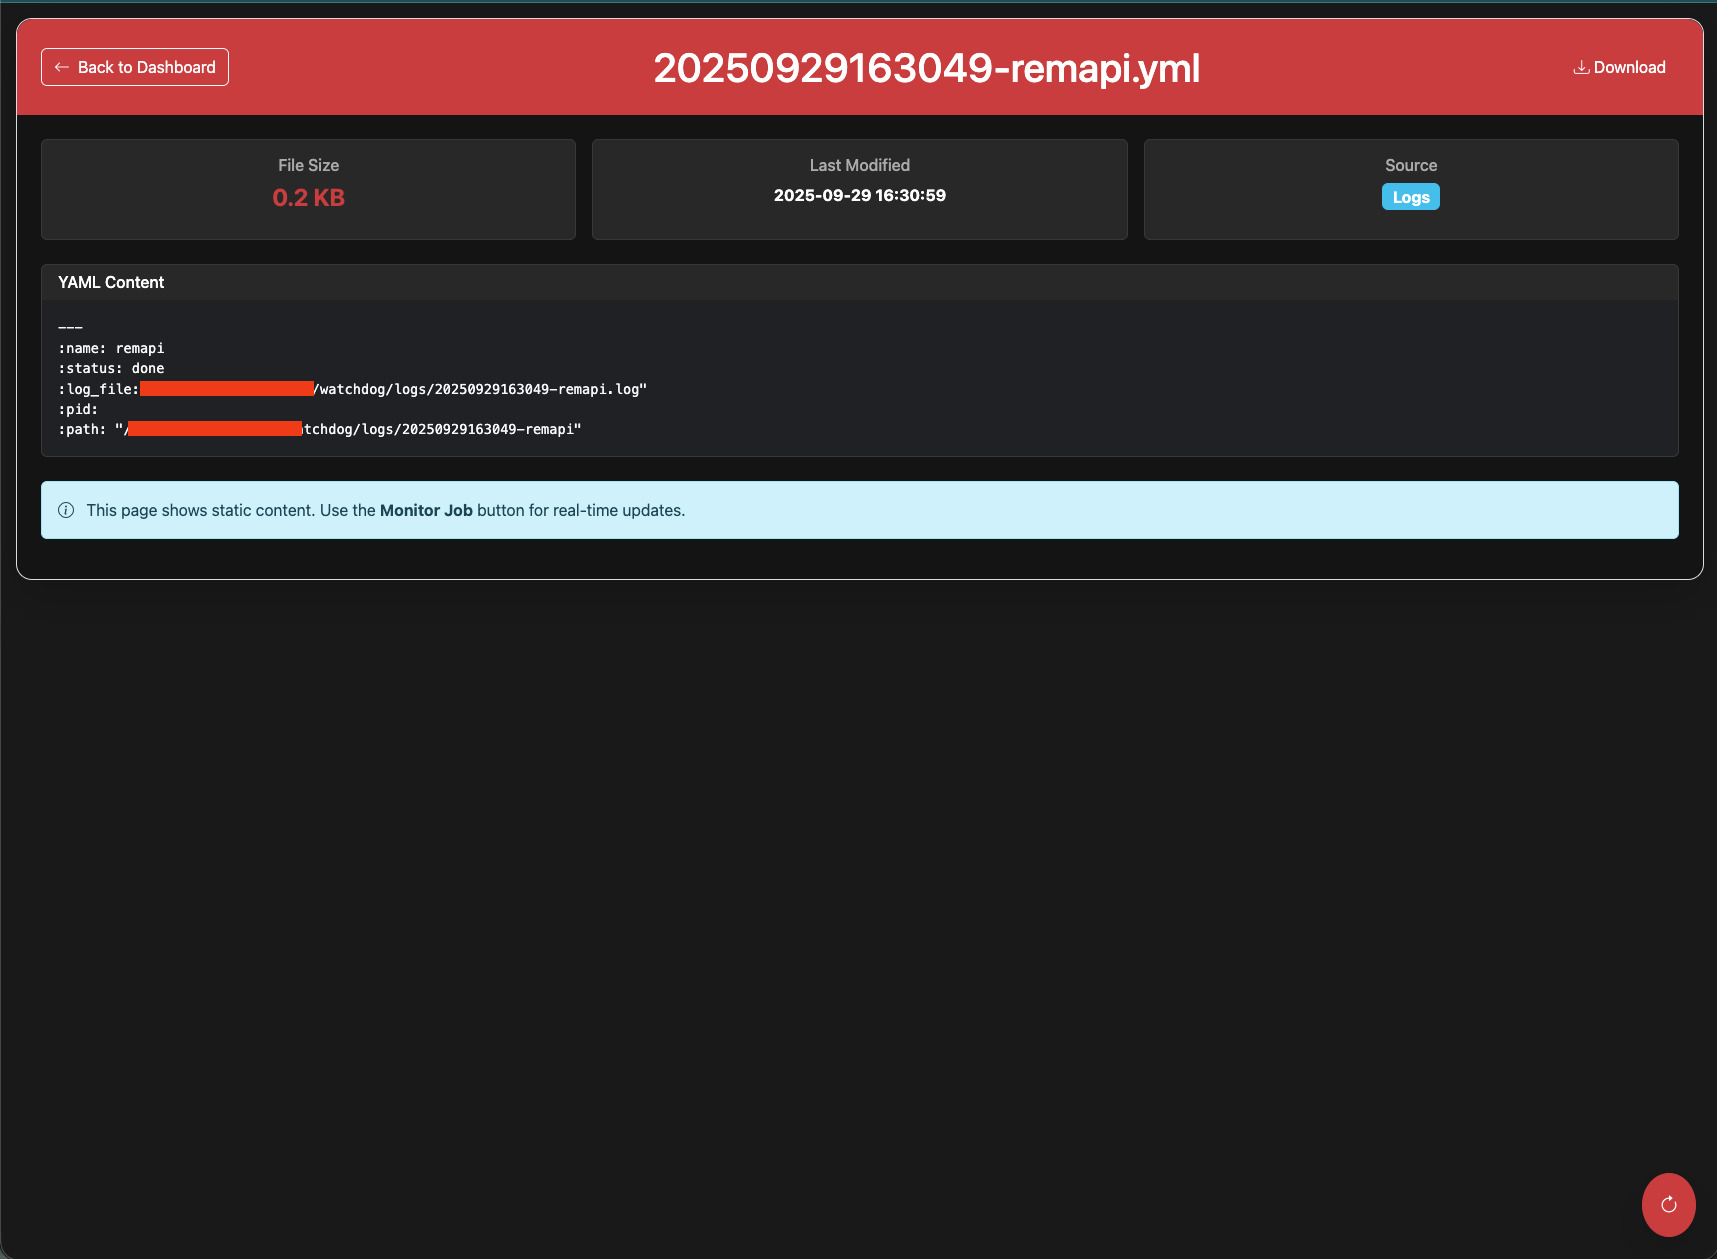 Back to Dashboard
20250929163049-remapi.yml
Download
File Size
0.2 KB
Last Modified
2025-09-29 16:30:59
Source
Logs
YAML Content
---
:name: remapi
:status: done
:log_file: /watchdog/logs/20250929163049-remapi.log"
:pid:
:path: "/ tchdog/logs/20250929163049-remapi"
This page shows static content. Use the Monitor Job button for real-time updates.